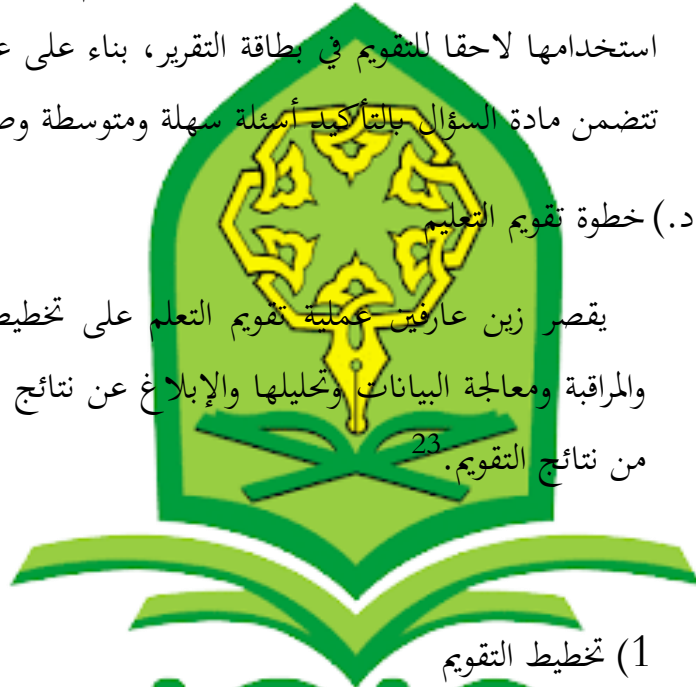 استخدامها لاحقا للتقويم في بطاقة التقرير، بناء على
تتضمن مادة السؤال بالتأكيد أسئلة سهلة ومتوسطة
د.) خطوة تقويم التعليم
يقصر زين عارفين عملية تقويم التعلم على
والمراقبة ومعالجة البيانات وتحليلها والإبلاغ عن نتائج
من نتائج التقويم.23
1) تخطيط التقويم